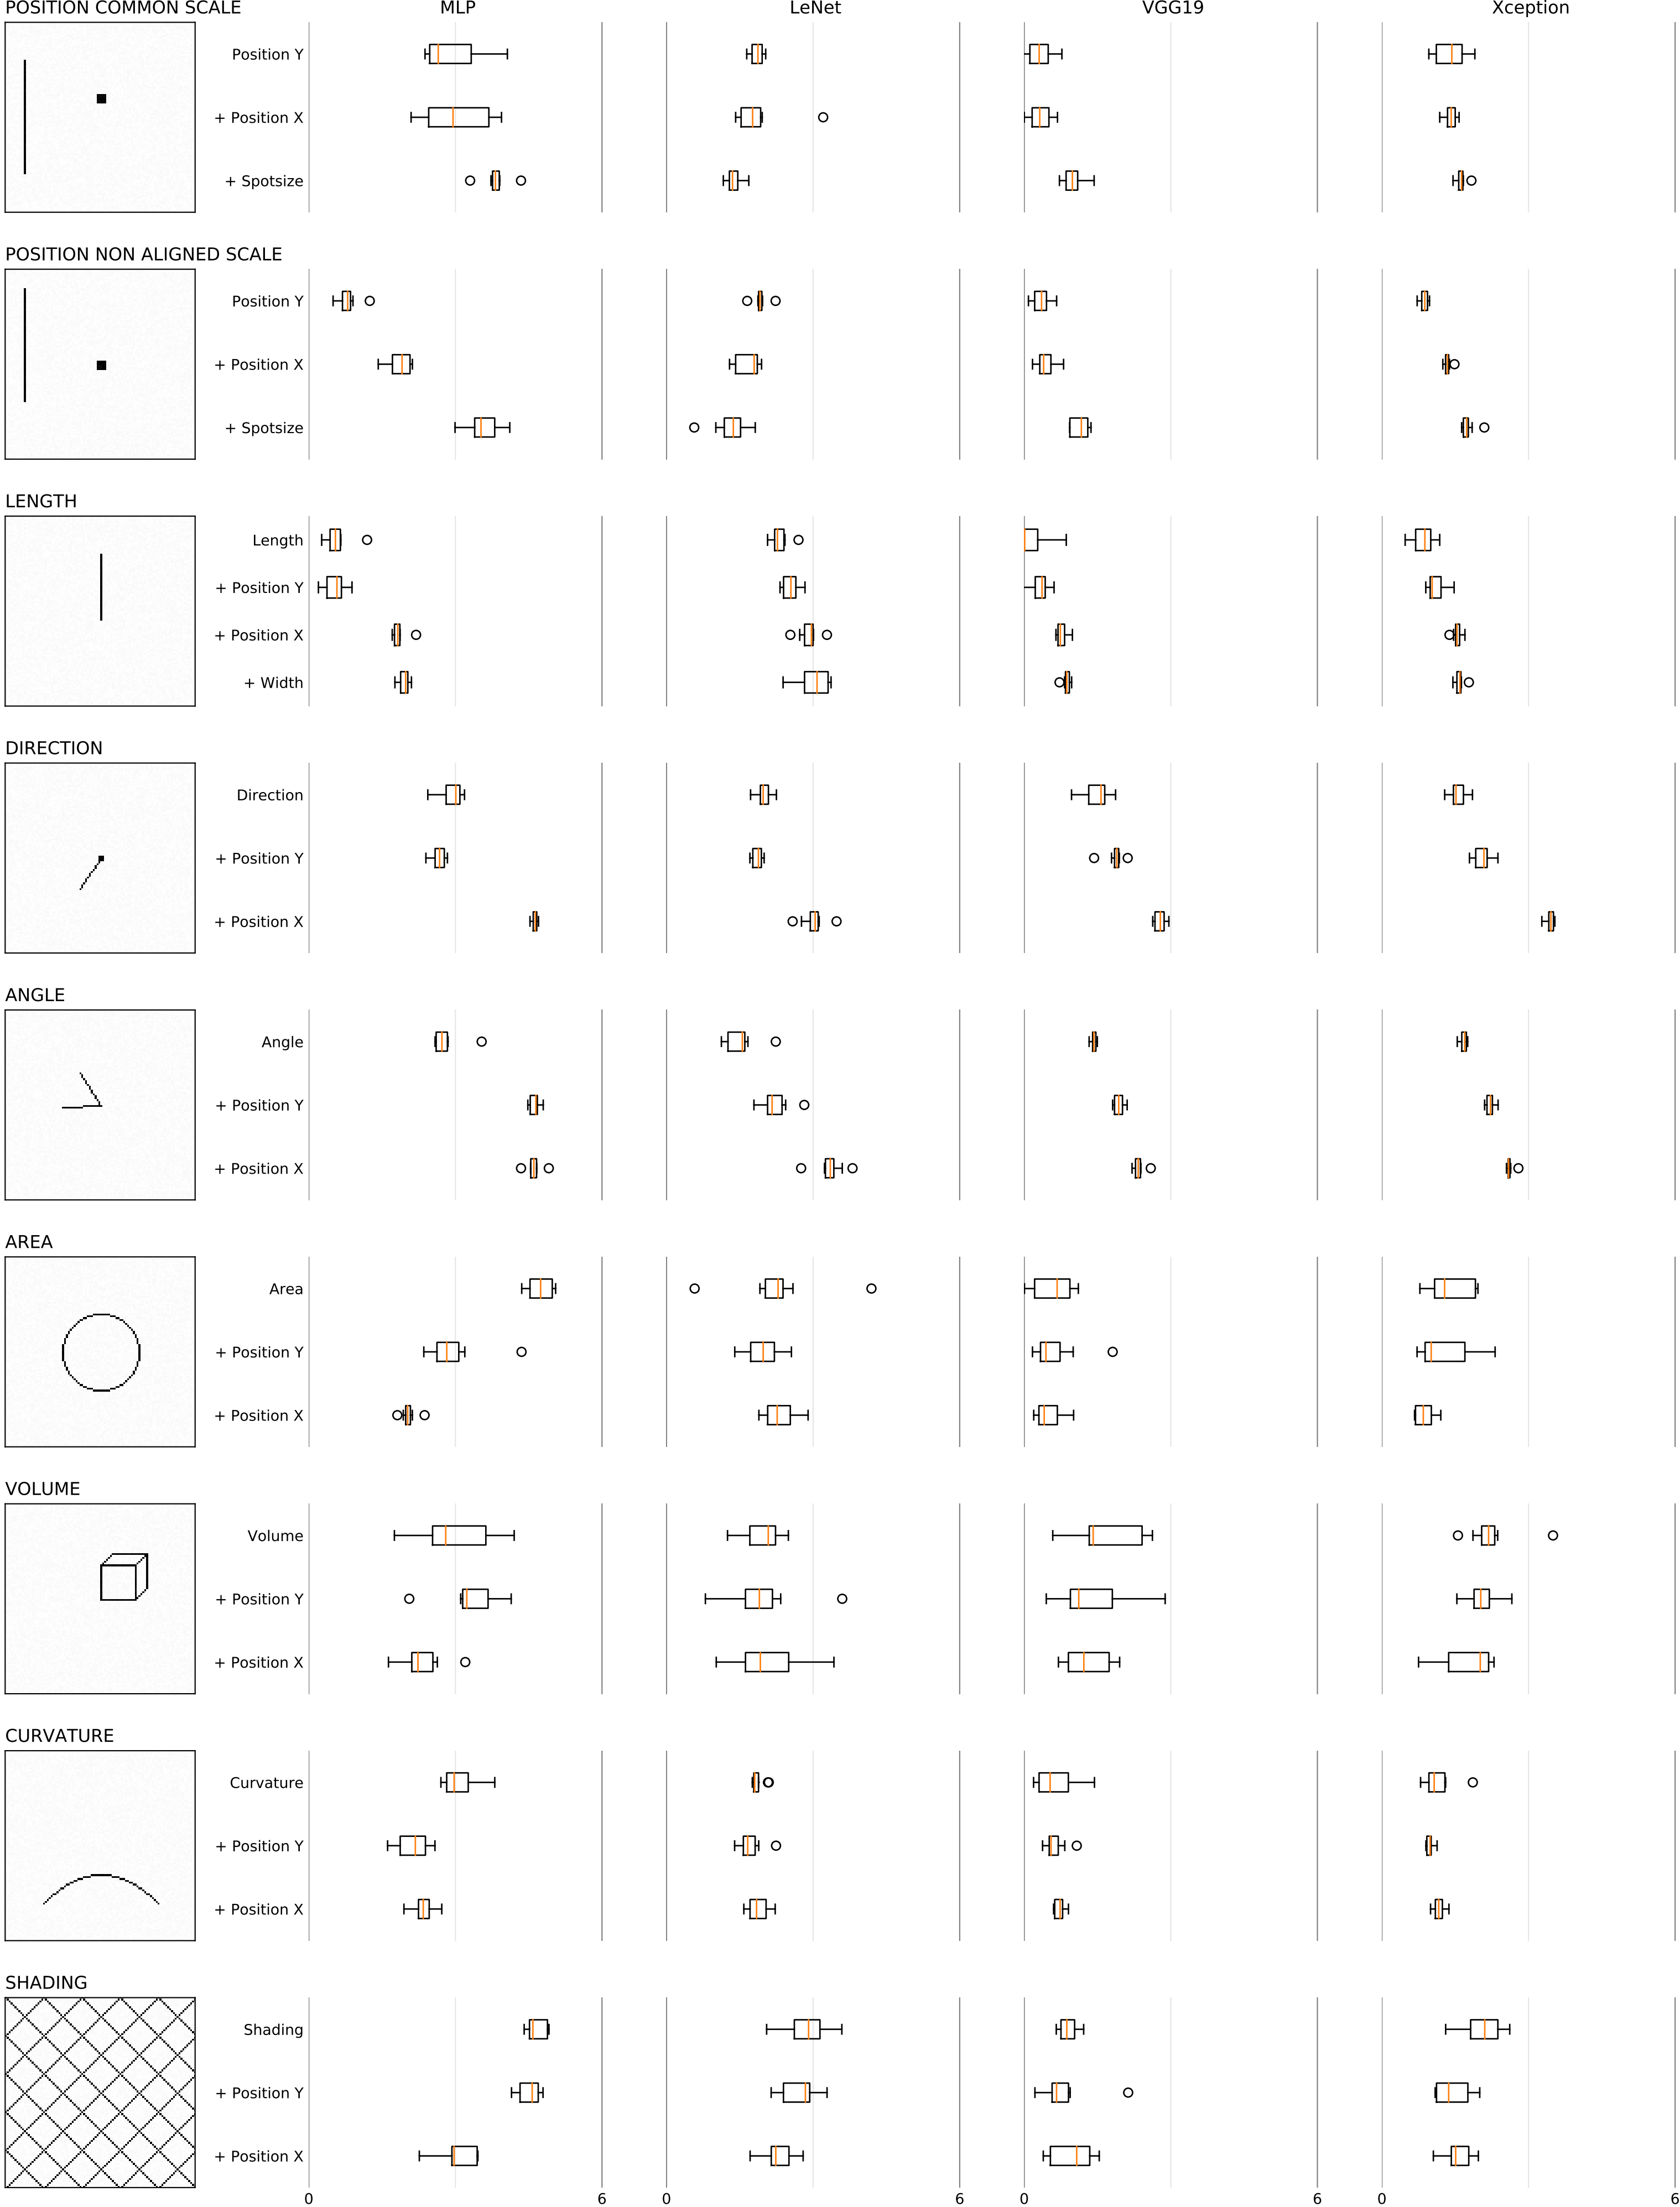 POSITION COMMON SCALE MLP LeNet VGG19 Xception
Position Y
+ Position X
+ Spotsize
POSITION NON ALIGNED SCALE
Position Y
+ Position X
+ Spotsize
LENGTH
Length
+ Position Y
+ Position X
+ Width
DIRECTION
Direction
+ Position Y
+ Position X
ANGLE
Angle
+ Position Y
+ Position X
AREA
Area
+ Position Y
+ Position X
VOLUME
Volume
+ Position Y
+ Position X
CURVATURE
Curvature
+ Position Y
+ Position X
SHADING
Shading
+ Position Y
+ Position X
0 6 0 6 0 6 0 6